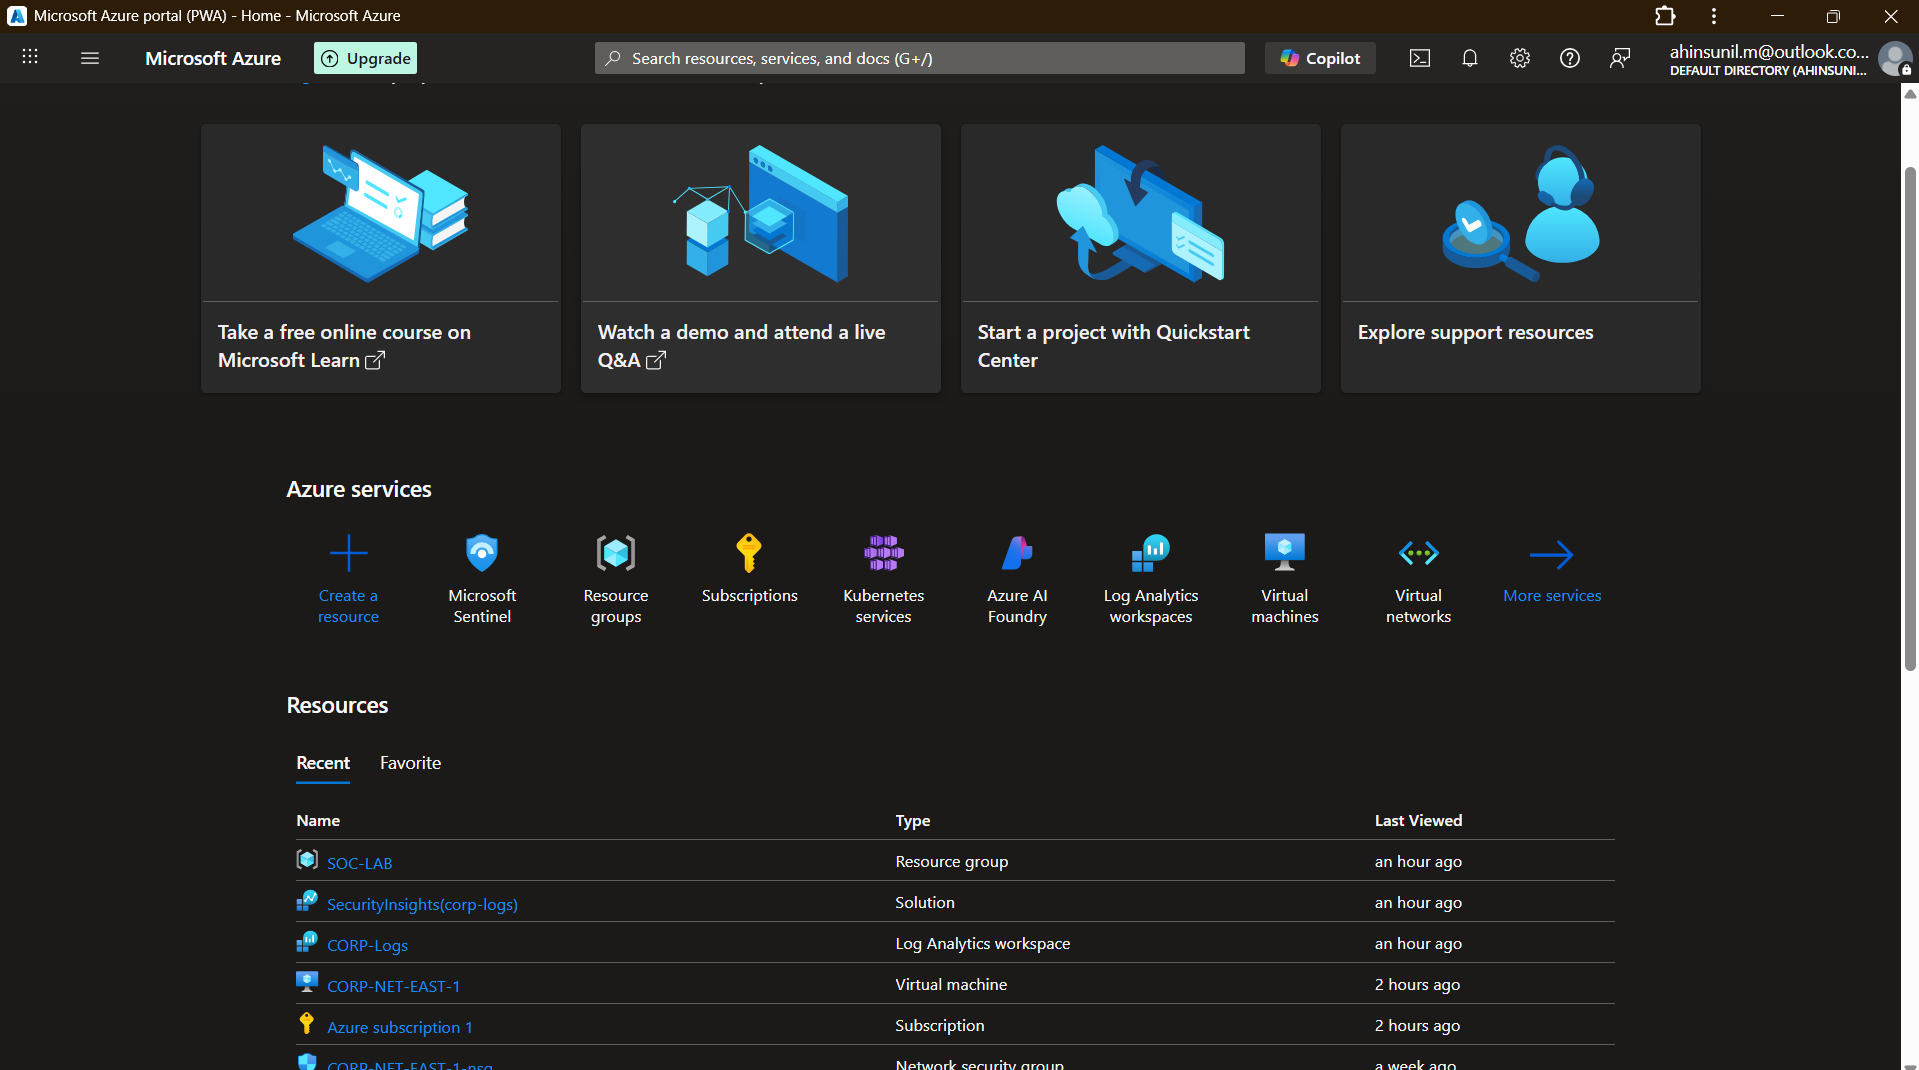 Microsoft Azure portal (PWA) - Home - Microsoft Azure
Microsoft Azure
Upgrade
Search resources, services, and docs (G+/)
Copilot
ahinsunil.m@outlook.co...
DEFAULT DIRECTORY (AHINSUNI...
Take a free online course on
Microsoft Learn
Watch a demo and attend a live
Q&A
Start a project with Quickstart
Center
Explore support resources
Azure services
Create a
resource
Microsoft
Sentinel
Resource
groups
Subscriptions
Kubernetes
services
Azure AI
Foundry
Log Analytics
workspaces
Virtual
machines
Virtual
networks
More services
Resources
Recent Favorite
Name Type Last Viewed
SOC-LAB Resource group an hour ago
SecurityInsights(corp-logs) Solution an hour ago
CORP-Logs Log Analytics workspace an hour ago
CORP-NET-EAST-1 Virtual machine 2 hours ago
Azure subscription 1 Subscription 2 hours ago
CORP-NET-EAST-1-nsg Network security group a week ago